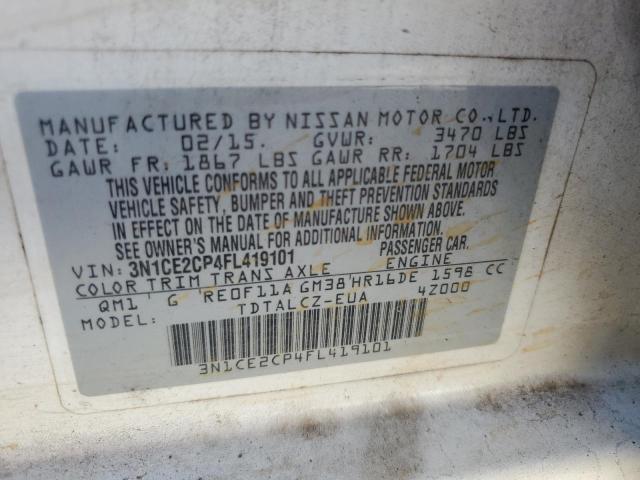 MANUFACTURED BY NISSAN MOTOR CO.,LTD.
DATE: 02/15. GVWR: 3470 LBS
GAWR FR: 1867 LBS GAWR RR: 1704 LBS
THIS VEHICLE CONFORMS TO ALL APPLICABLE FEDERAL MOTOR
VEHICLE SAFETY, BUMPER AND THEFT PREVENTION STANDARDS
IN EFFECT ON THE DATE OF MANUFACTURE SHOWN ABOVE.
SEE OWNER'S MANUAL FOR ADDITIONAL INFORMATION.
VIN: 3N1CE2CP4FL419101 PASSENGER CAR.
COLOR TRIM TRANS AXLE ENGINE
QM1 G RE0F11A GM38 HR16DE 1598 CC
MODEL: TDTALCZ-EUA 4Z000
3N1CE2CP4FL419101